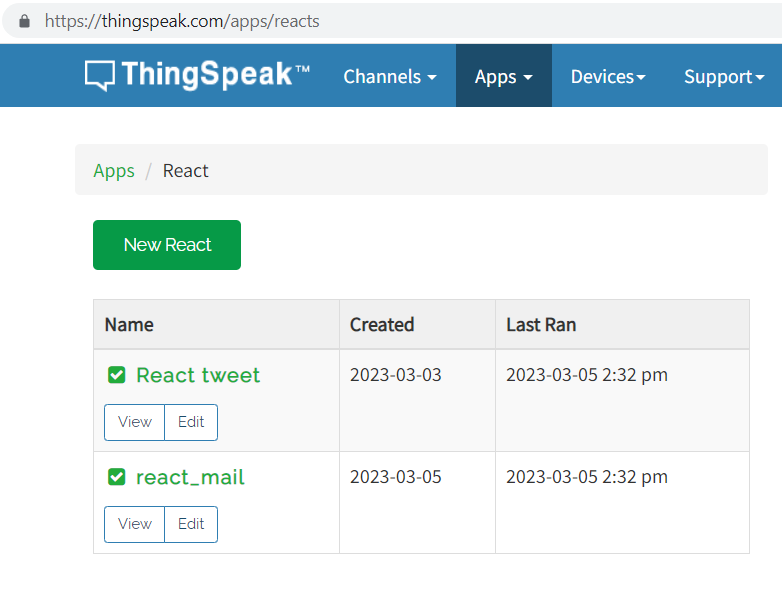 https://thingspeak.com/apps/reacts
ThingSpeak™ Channels Apps Devices Support
Apps / React
New React
Name Created Last Ran
React tweet 2023-03-03 2023-03-05 2:32 pm
View Edit
react_mail 2023-03-05 2023-03-05 2:32 pm
View Edit